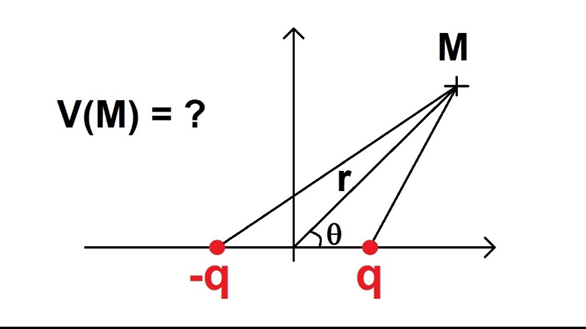 M
V(M) = ?
r
θ
-q
q